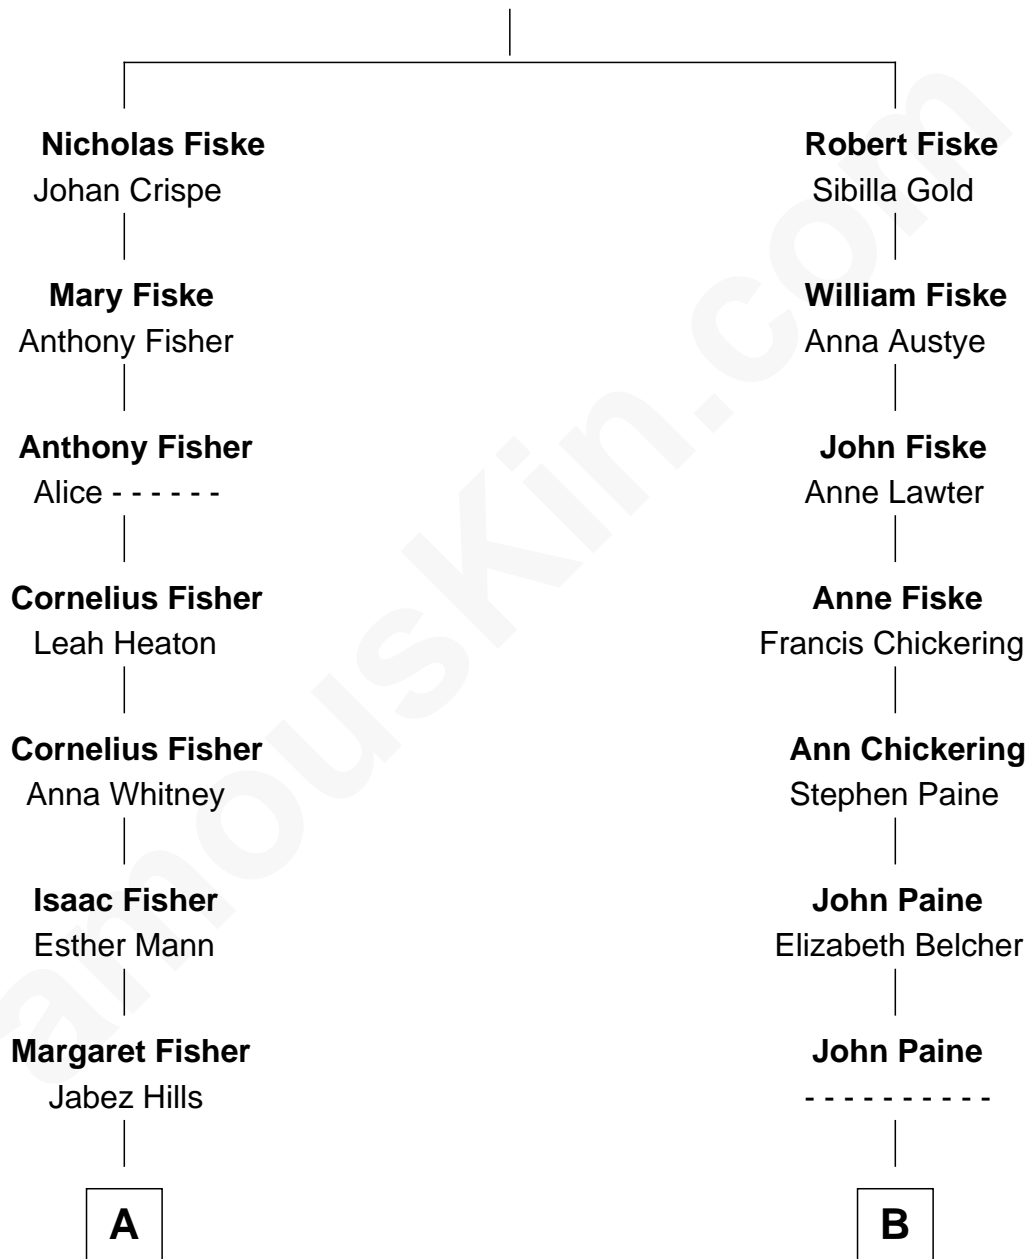 Nicholas Fiske
Johan Crispe
Mary Fiske
Anthony Fisher
Anthony Fisher
Alice - - - - - -
Cornelius Fisher
Leah Heaton
Cornelius Fisher
Anna Whitney
Isaac Fisher
Esther Mann
Margaret Fisher
Jabez Hills
A
Robert Fiske
Sibilla Gold
William Fiske
Anna Austye
John Fiske
Anne Lawter
Anne Fiske
Francis Chickering
Ann Chickering
Stephen Paine
John Paine
Elizabeth Belcher
John Paine
- - - - - - - - - -
B
amouskin.com